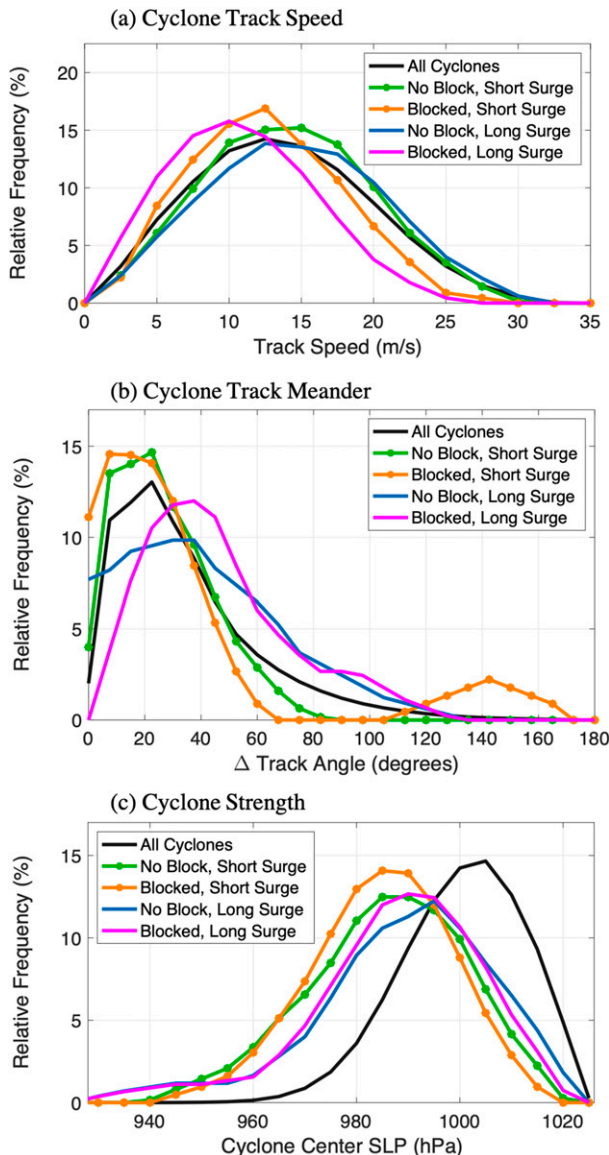 (a) Cyclone Track Speed
Relative Frequency (%)
20
15
10
5
0
All Cyclones
No Block, Short Surge
Blocked, Short Surge
No Block, Long Surge
Blocked, Long Surge
0 5 10 15 20 25 30 35
Track Speed (m/s)
(b) Cyclone Track Meander
Relative Frequency (%)
15
10
5
0
All Cyclones
No Block, Short Surge
Blocked, Short Surge
No Block, Long Surge
Blocked, Long Surge
0 20 40 60 80 100 120 140 160 180
Δ Track Angle (degrees)
(c) Cyclone Strength
Relative Frequency (%)
15
10
5
0
All Cyclones
No Block, Short Surge
Blocked, Short Surge
No Block, Long Surge
Blocked, Long Surge
940 960 980 1000 1020
Cyclone Center SLP (hPa)